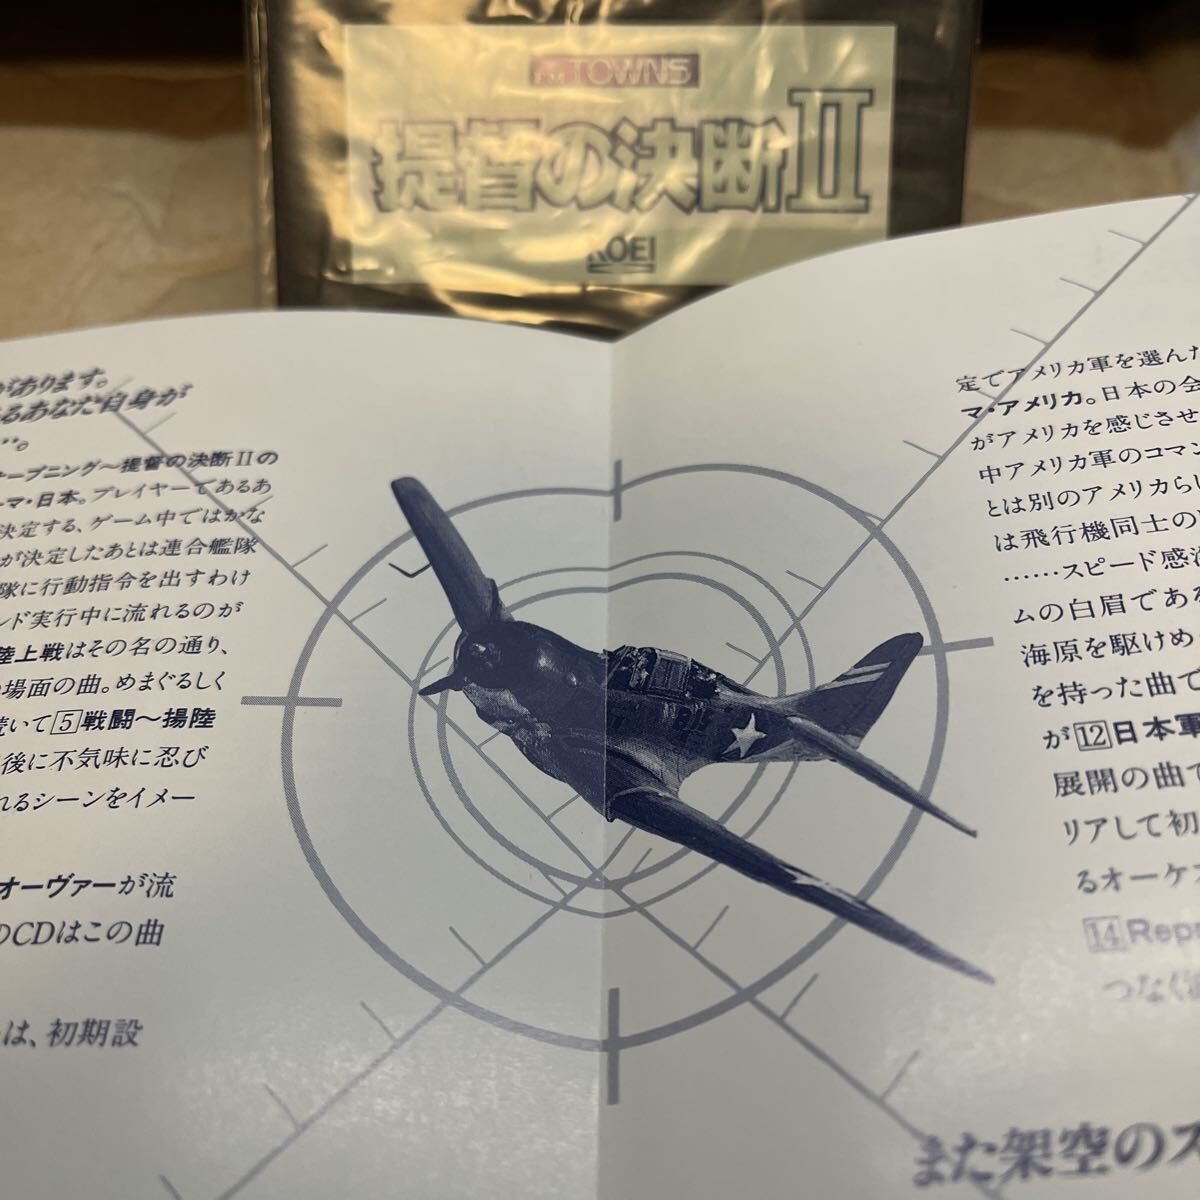 TOWNS
提督の決断II
KOEI
があります。
るあなた自身が
…。
オープニング～提督の決断IIの
ーマ・日本。プレイヤーであるあ
決定する、ゲーム中ではかな
が決定したあとは連合艦隊
隊に行動指令を出すわけ
ンド実行中に流れるのが
陸上戦はその名の通り、
場面の曲。めまぐるしく
続いて5戦闘～揚陸
後に不気味に忍び
れるシーンをイメー
オーヴァーが流
のCDはこの曲
は、初期設
定でアメリカ軍を選んだ
マ・アメリカ。日本の会
がアメリカを感じさせ
中アメリカ軍のコマン
とは別のアメリカらし
は飛行機同士の
……スピード感
ムの白眉である
海原を駆けめ
を持った曲で
が12日本軍
展開の曲で
リアして初
るオーケ
14Repr
つなく
また架空のス